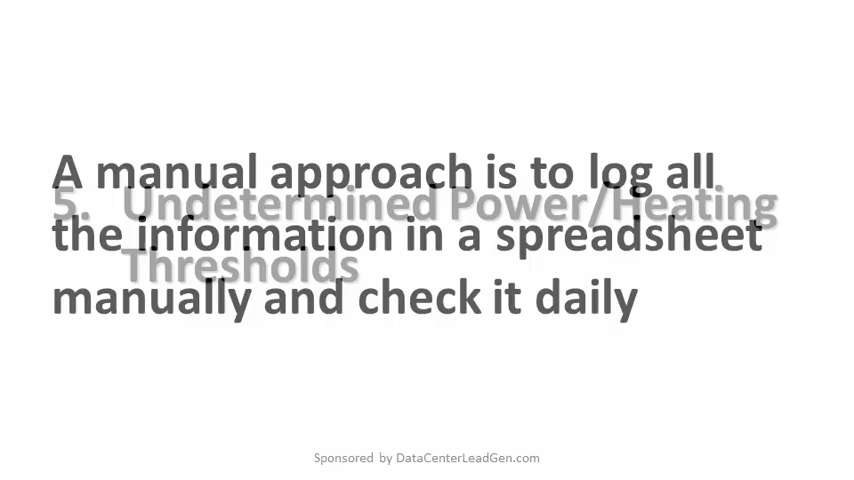 A manual approach is to log all
the information in a spreadsheet
manually and check it daily
5. Undetermined Power/Heating
Thresholds
Sponsored by DataCenterLeadGen.com